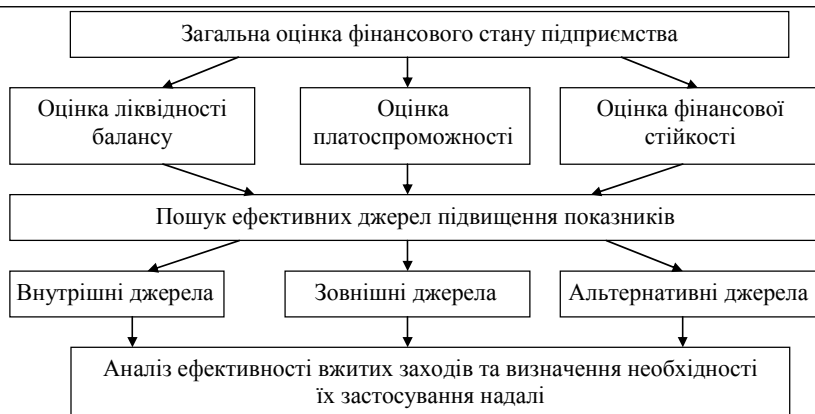 Загальна оцінка фінансового стану підприємства
Оцінка ліквідності
балансу
Оцінка
платоспроможності
Оцінка фінансової
стійкості
Пошук ефективних джерел підвищення показників
Внутрішні джерела
Зовнішні джерела
Альтернативні джерела
Аналіз ефективності вжитих заходів та визначення необхідності
їх застосування надалі